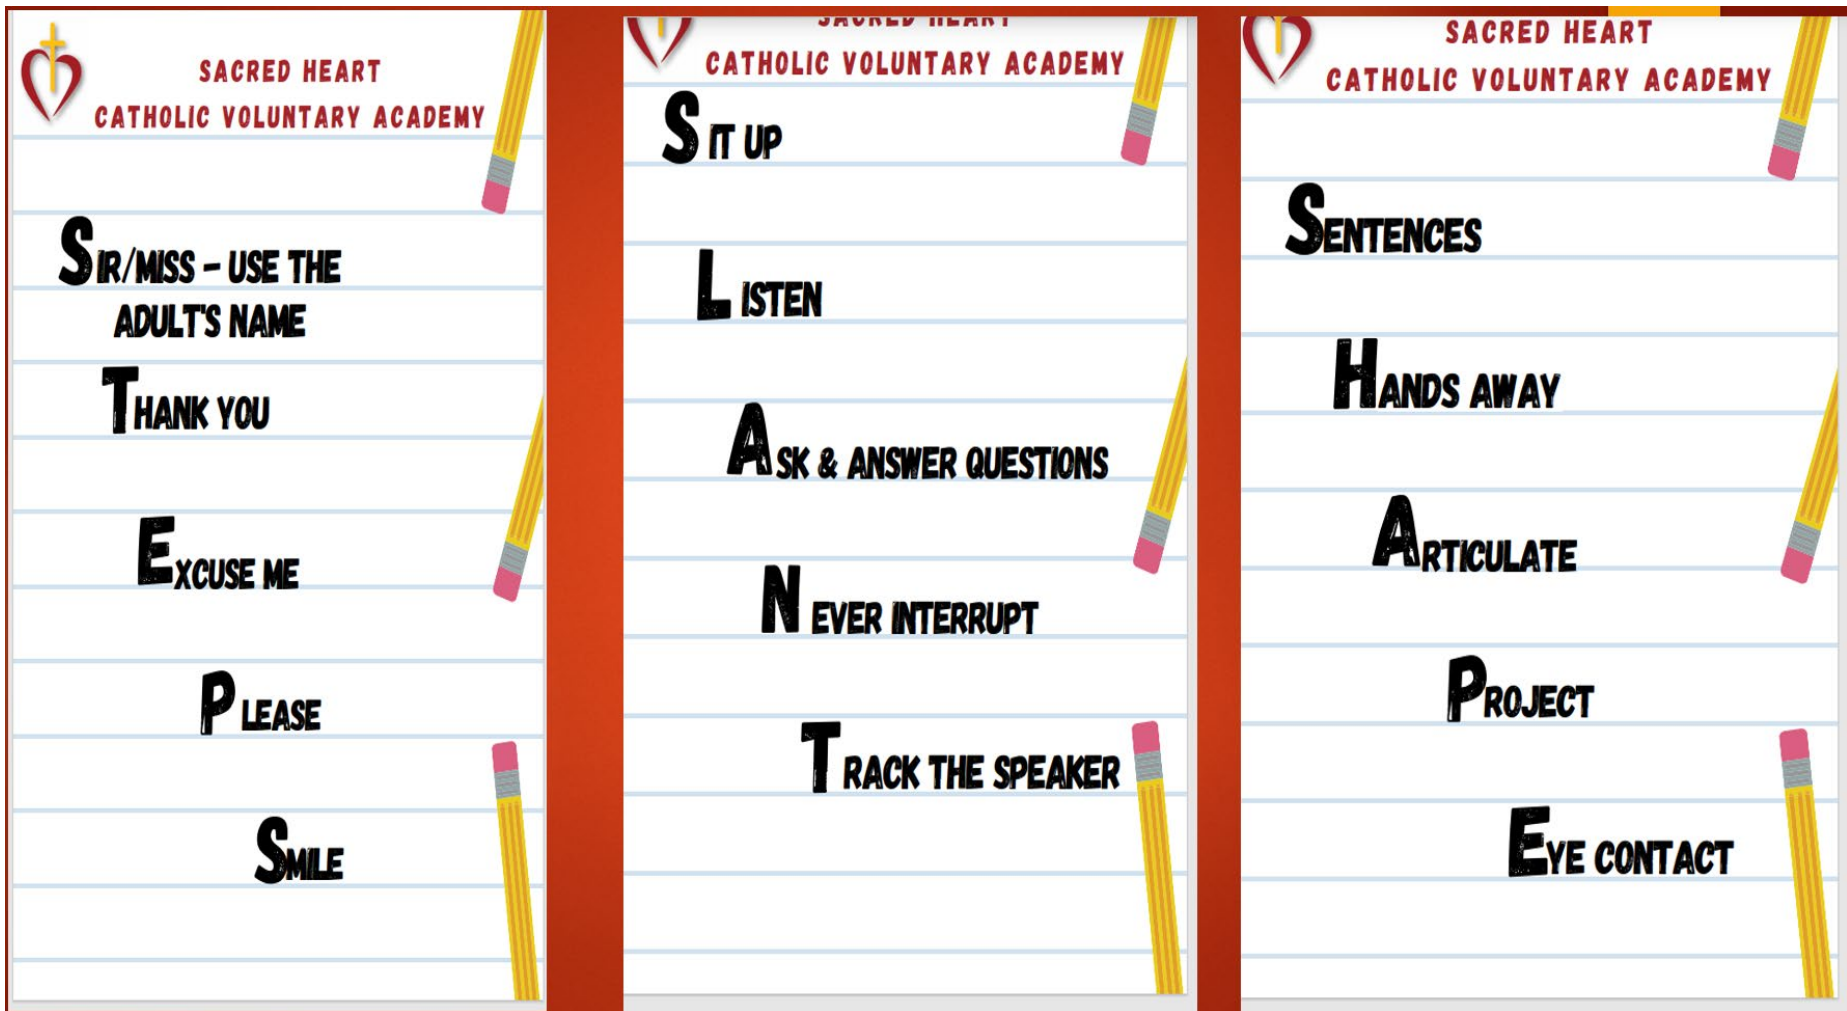 SACRED HEART
CATHOLIC VOLUNTARY ACADEMY
SIR/MISS – USE THE
ADULT'S NAME
THANK YOU
EXCUSE ME
PLEASE
SMILE
SACRED HEART
CATHOLIC VOLUNTARY ACADEMY
SIT UP
LISTEN
ASK & ANSWER QUESTIONS
NEVER INTERRUPT
TRACK THE SPEAKER
SACRED HEART
CATHOLIC VOLUNTARY ACADEMY
SENTENCES
HANDS AWAY
ARTICULATE
PROJECT
EYE CONTACT